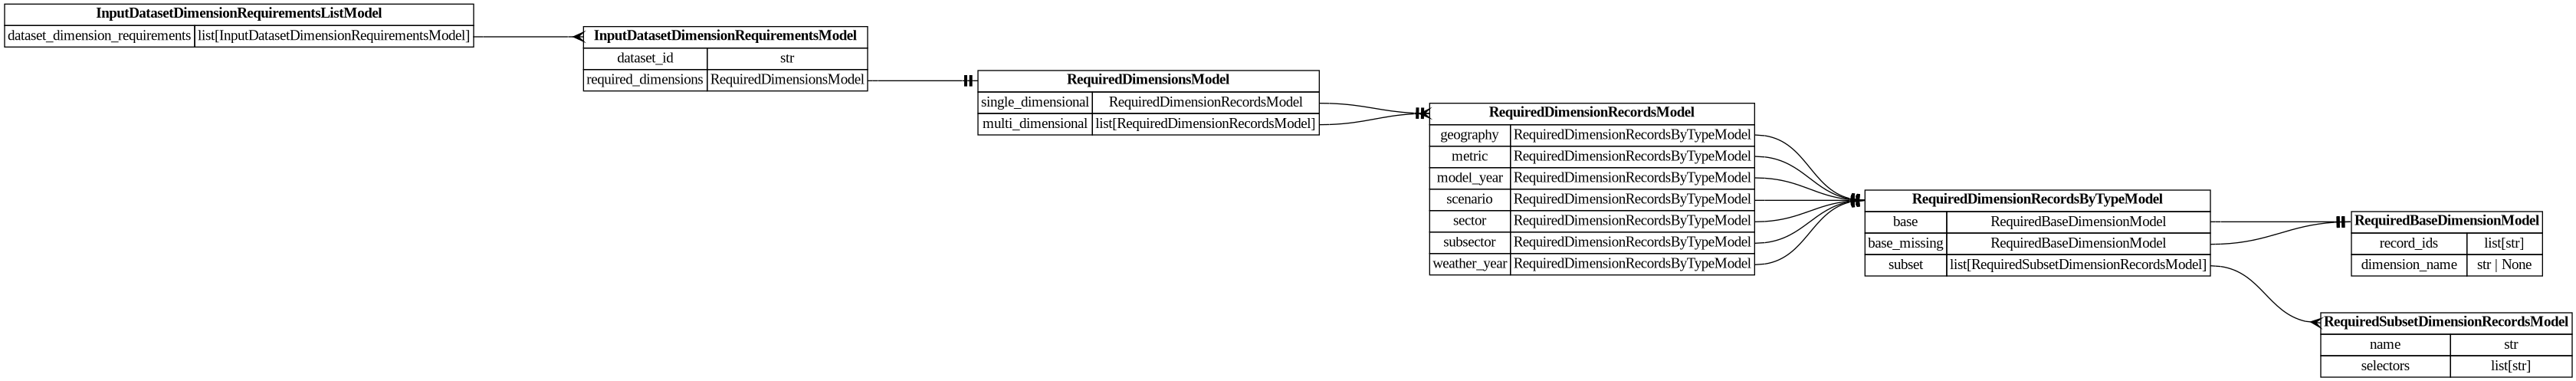 InputDatasetDimensionRequirementsListModel
dataset_dimension_requirements list[InputDatasetDimensionRequirementsModel]
InputDatasetDimensionRequirementsModel
dataset_id str
required_dimensions RequiredDimensionsModel
RequiredDimensionsModel
single_dimensional RequiredDimensionRecordsModel
multi_dimensional list[RequiredDimensionRecordsModel]
RequiredDimensionRecordsModel
geography RequiredDimensionRecordsByTypeModel
metric RequiredDimensionRecordsByTypeModel
model_year RequiredDimensionRecordsByTypeModel
scenario RequiredDimensionRecordsByTypeModel
sector RequiredDimensionRecordsByTypeModel
subsector RequiredDimensionRecordsByTypeModel
weather_year RequiredDimensionRecordsByTypeModel
RequiredDimensionRecordsByTypeModel
base RequiredBaseDimensionModel
base_missing RequiredBaseDimensionModel
subset list[RequiredSubsetDimensionRecordsModel]
RequiredBaseDimensionModel
record_ids list[str]
dimension_name str | None
RequiredSubsetDimensionRecordsModel
name str
selectors list[str]